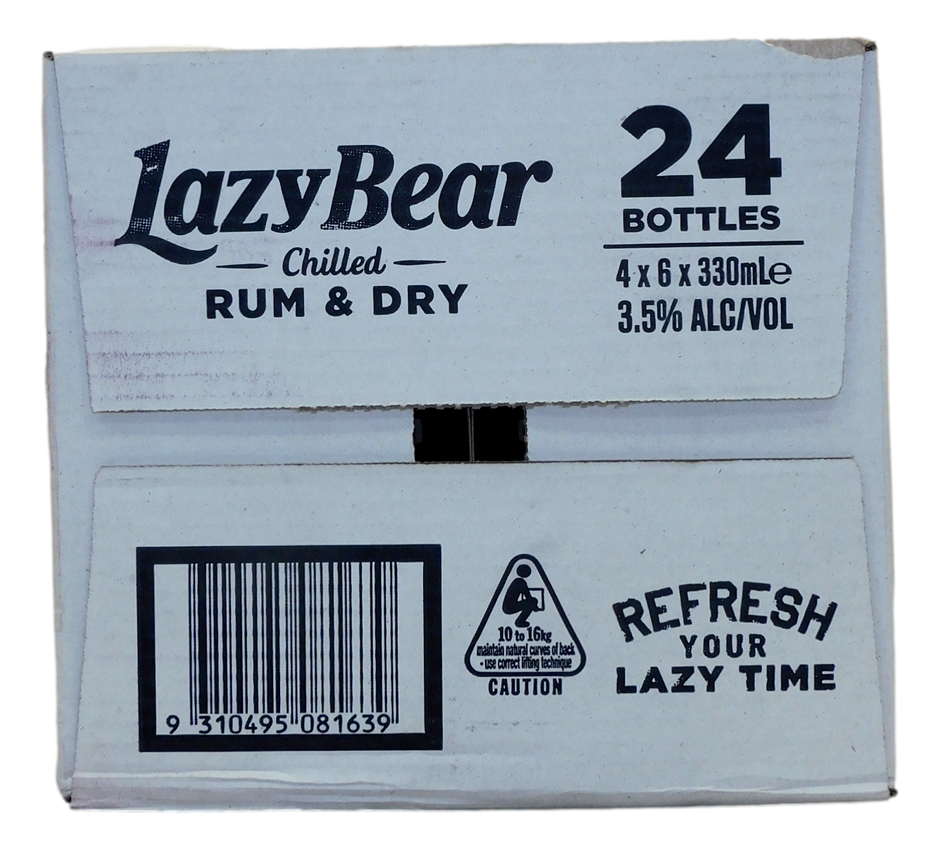 LazyBear
Chilled
RUM & DRY
24
BOTTLES
4 x 6 x 330mLe
3.5% ALC/VOL
9 310495 081639
10 to 16kg
maintain natural curves of back
- use correct lifting technique
CAUTION
REFRESH
YOUR
LAZY TIME